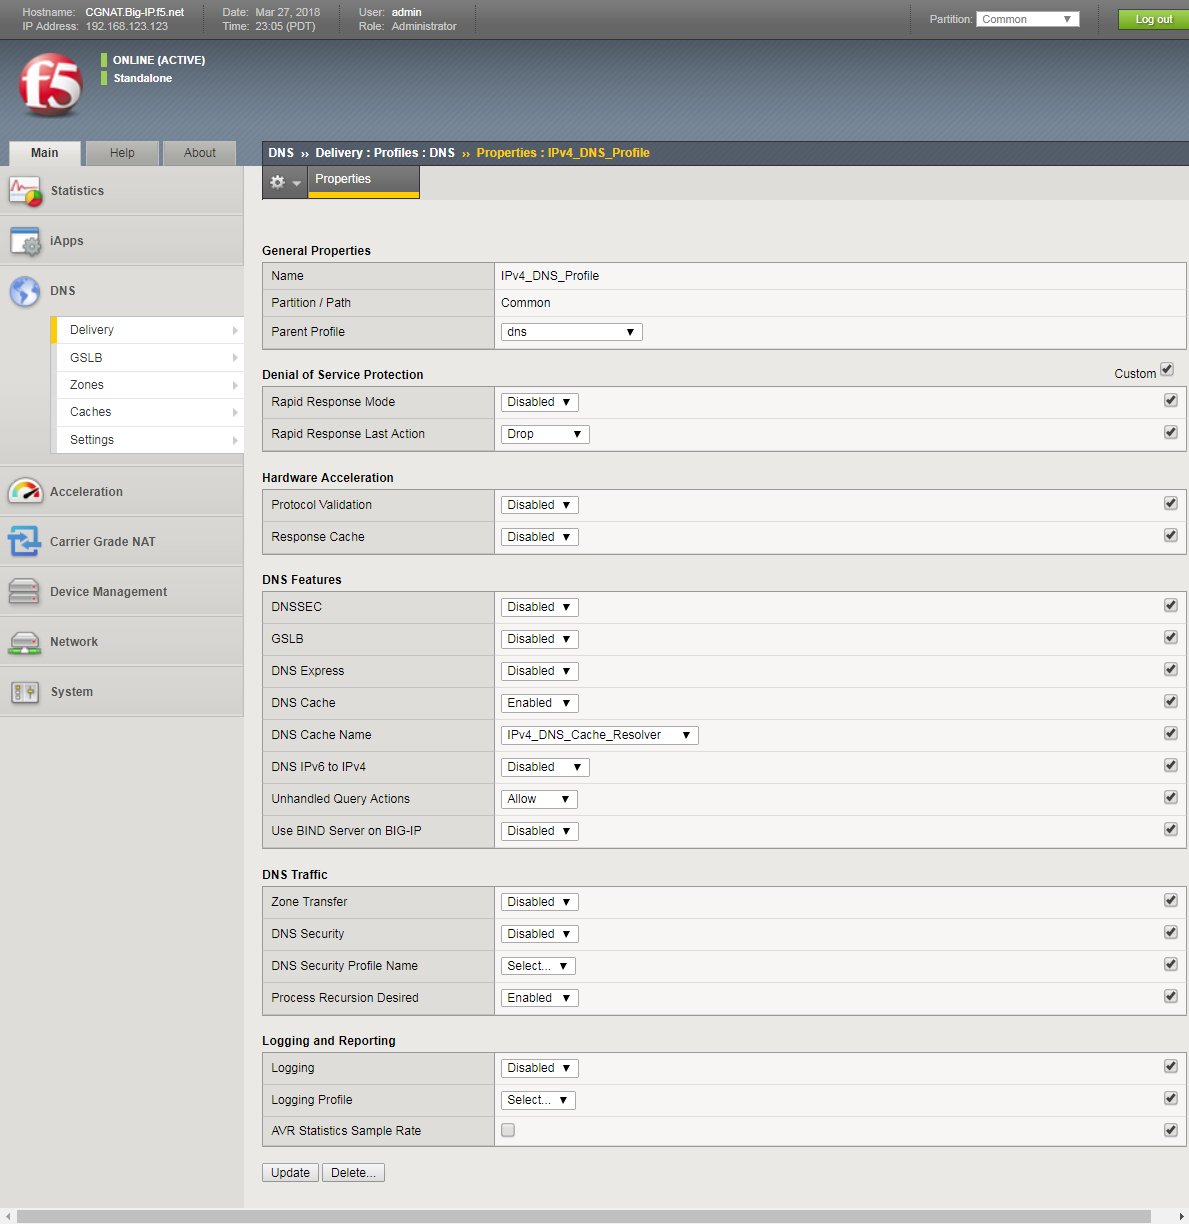 Hostname: CGNAT.Big-IP.f5.net Date: Mar 27, 2018 User: admin Partition: Common Log out
IP Address: 192.168.123.123 Time: 23:05 (PDT) Role: Administrator
f5
ONLINE (ACTIVE)
Standalone
Main Help About
DNS ›› Delivery : Profiles : DNS ›› Properties : IPv4_DNS_Profile
Properties
Statistics
iApps
DNS
Delivery
GSLB
Zones
Caches
Settings
Acceleration
Carrier Grade NAT
Device Management
Network
System
General Properties
Name IPv4_DNS_Profile
Partition / Path Common
Parent Profile dns
Denial of Service Protection Custom
Rapid Response Mode Disabled
Rapid Response Last Action Drop
Hardware Acceleration
Protocol Validation Disabled
Response Cache Disabled
DNS Features
DNSSEC Disabled
GSLB Disabled
DNS Express Disabled
DNS Cache Enabled
DNS Cache Name IPv4_DNS_Cache_Resolver
DNS IPv6 to IPv4 Disabled
Unhandled Query Actions Allow
Use BIND Server on BIG-IP Disabled
DNS Traffic
Zone Transfer Disabled
DNS Security Disabled
DNS Security Profile Name Select...
Process Recursion Desired Enabled
Logging and Reporting
Logging Disabled
Logging Profile Select...
AVR Statistics Sample Rate
Update Delete...